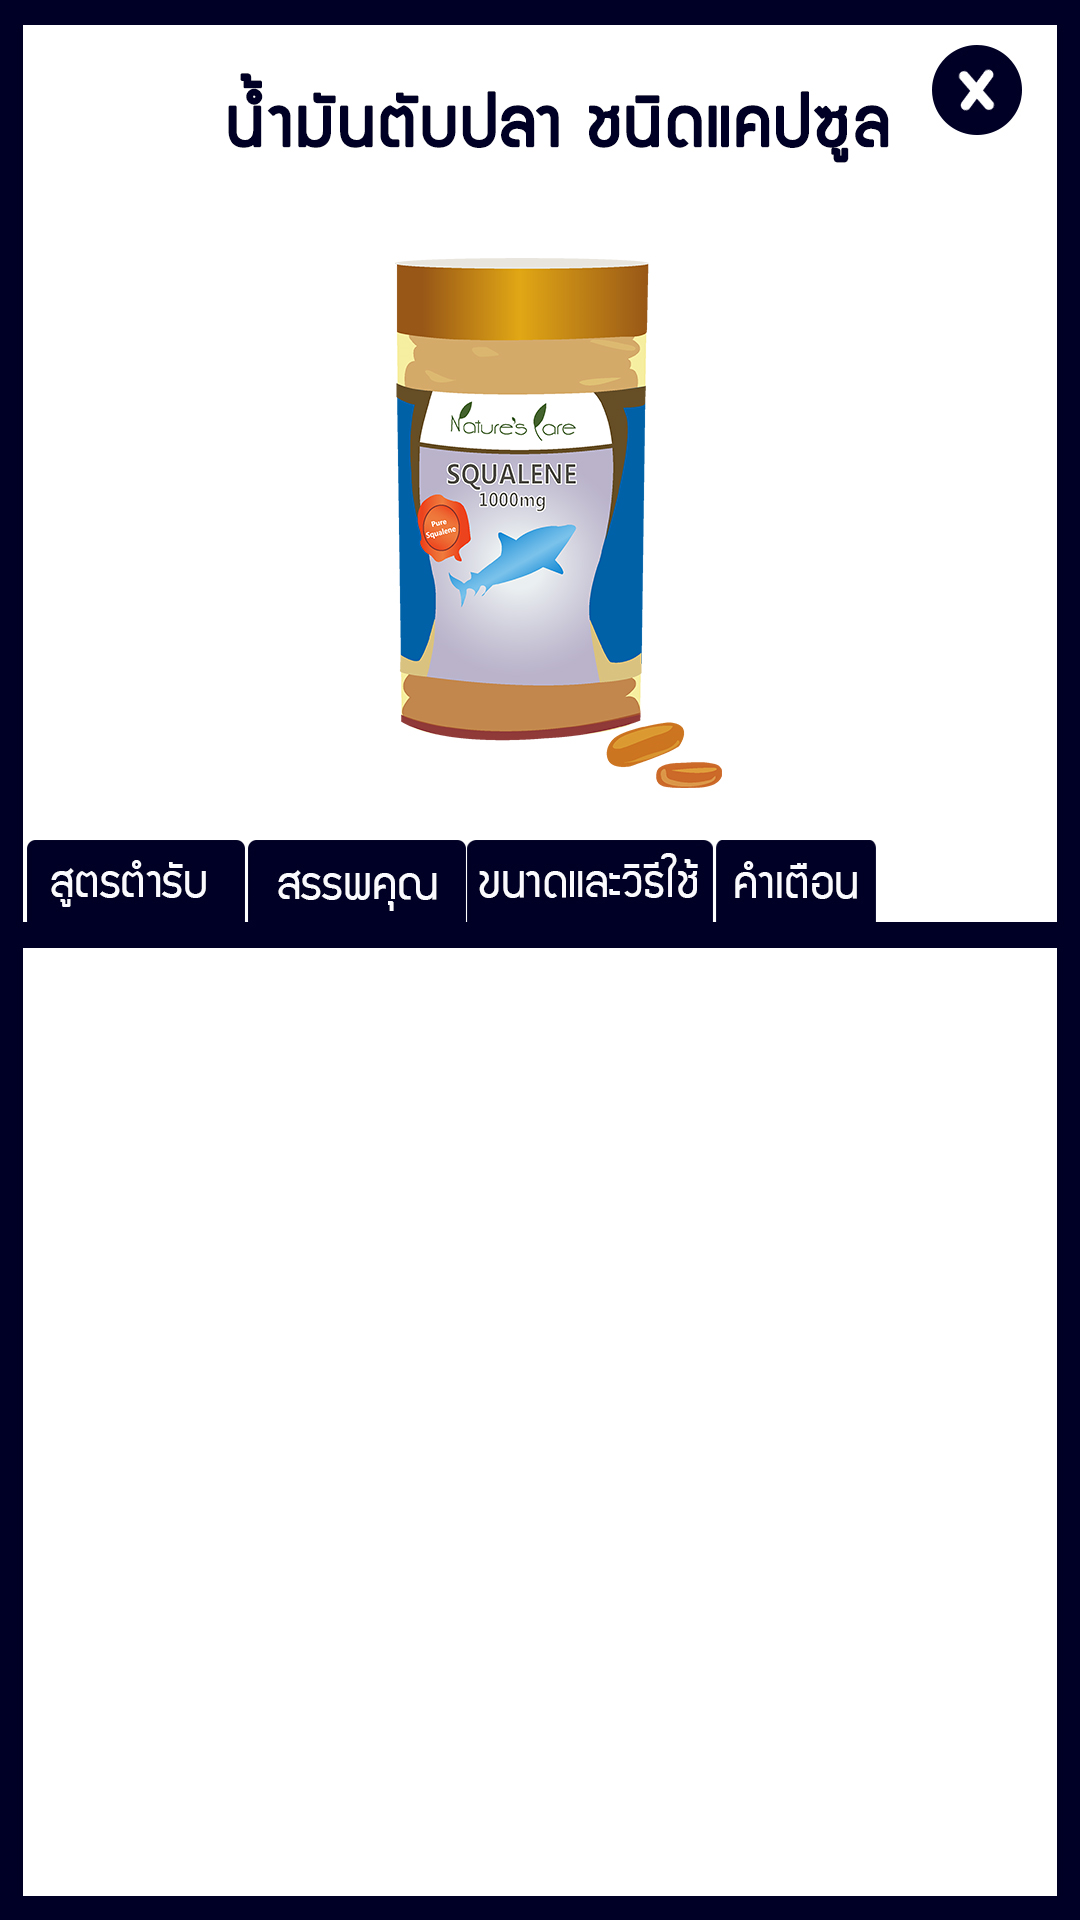 น้ำมันตับปลา ชนิดแคปซูล
X
Nature's Care
SQUALENE
1000mg
Pure
Squalene
สูตรตำรับ สรรพคุณ ขนาดและวิธีใช้ คำเตือน